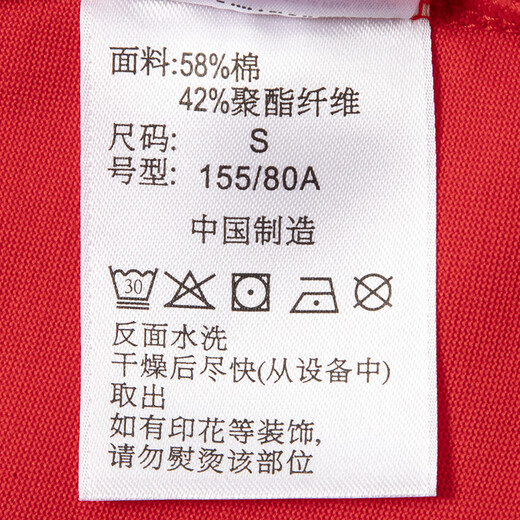 面料:58%棉
42%聚酯纤维
尺码: S
号型: 155/80A
中国制造
30
反面水洗
干燥后尽快(从设备中)
取出
如有印花等装饰,
请勿熨烫该部位